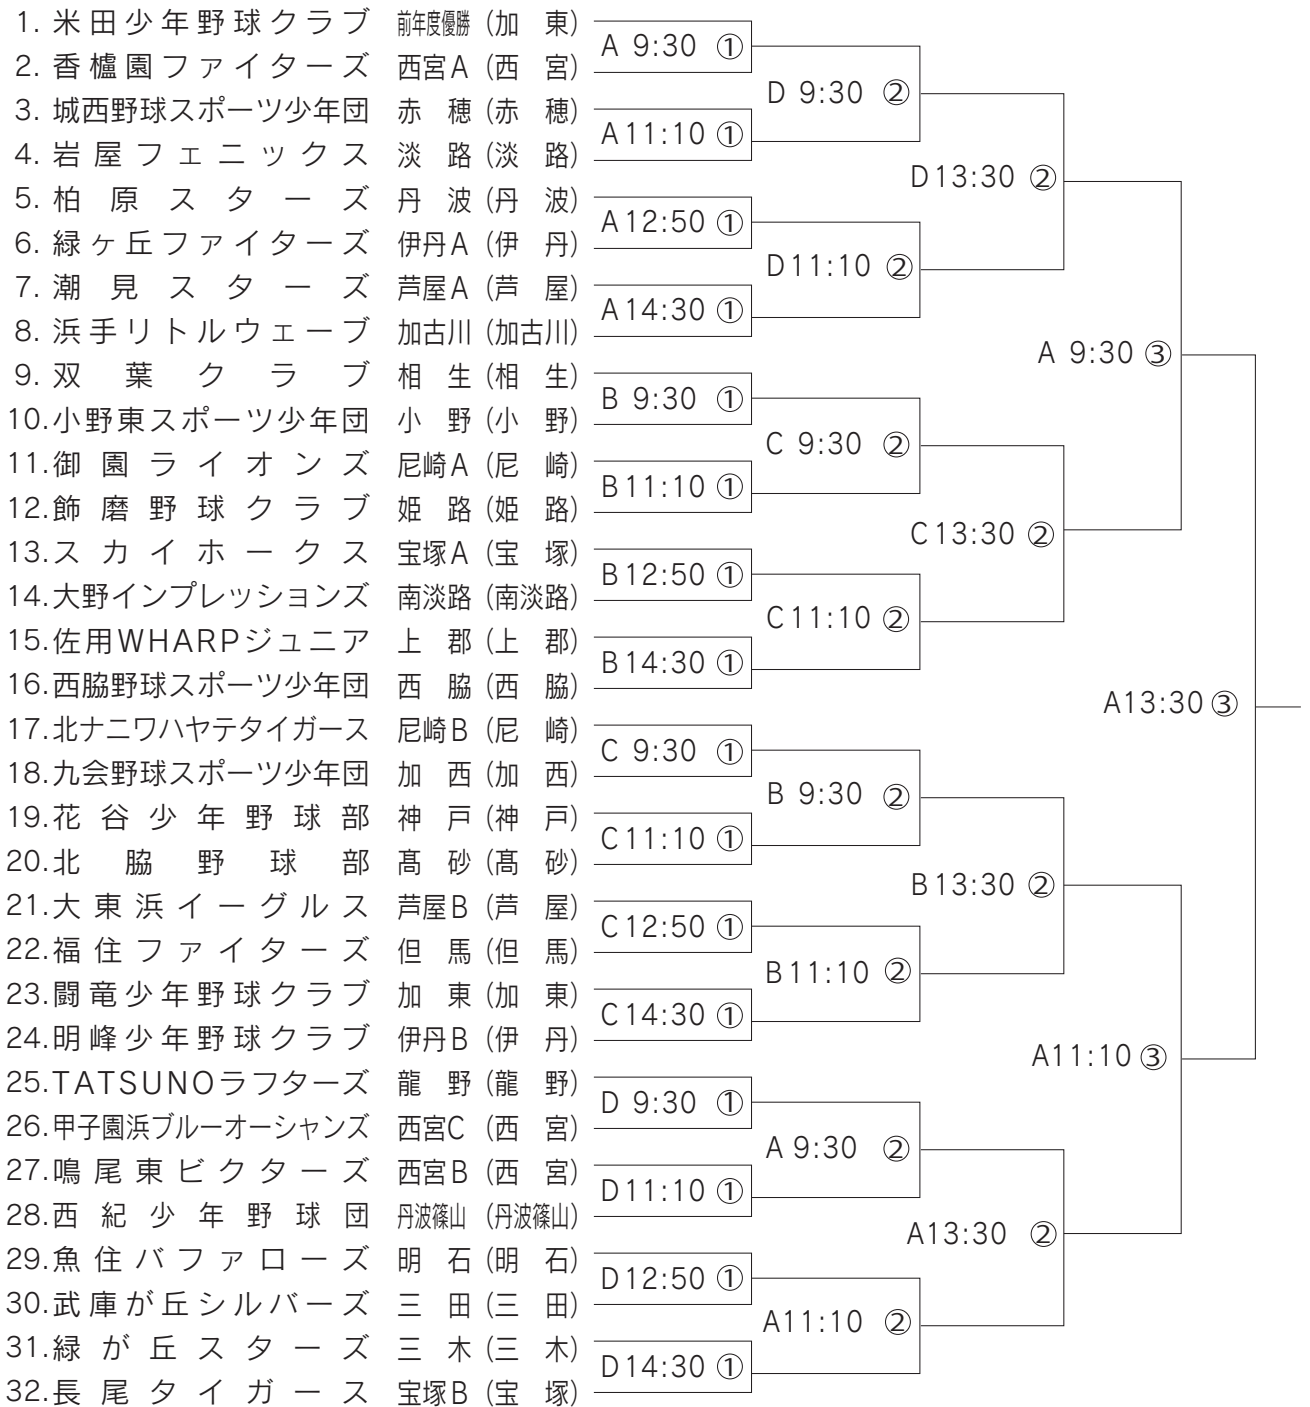 1.米田少年野球クラブ 前年度優勝(加東)
A 9:30 ①
2.香櫨園ファイターズ 西宮A(西宮)
D 9:30 ②
3.城西野球スポーツ少年団 赤穂(赤穂)
A11:10 ①
4.岩屋フェニックス 淡路(淡路)
D13:30 ②
5.柏原スターズ 丹波(丹波)
A12:50 ①
6.緑ヶ丘ファイターズ 伊丹A(伊丹)
D11:10 ②
7.潮見スターズ 芦屋A(芦屋)
A14:30 ①
8.浜手リトルウェーブ 加古川(加古川)
A 9:30 ③
9.双葉クラブ 相生(相生)
B 9:30 ①
10.小野東スポーツ少年団 小野(小野)
C 9:30 ②
11.御園ライオンズ 尼崎A(尼崎)
B11:10 ①
12.飾磨野球クラブ 姫路(姫路)
C13:30 ②
13.スカイホークス 宝塚A(宝塚)
B12:50 ①
14.大野インプレッションズ 南淡路(南淡路)
C11:10 ②
15.佐用WHARPジュニア 上郡(上郡)
B14:30 ①
16.西脇野球スポーツ少年団 西脇(西脇)
A13:30 ③
17.北ナニワハヤテタイガース 尼崎B(尼崎)
C 9:30 ①
18.九会野球スポーツ少年団 加西(加西)
B 9:30 ②
19.花谷少年野球部 神戸(神戸)
C11:10 ①
20.北脇野球部 髙砂(髙砂)
B13:30 ②
21.大東浜イーグルス 芦屋B(芦屋)
C12:50 ①
22.福住ファイターズ 但馬(但馬)
B11:10 ②
23.闘竜少年野球クラブ 加東(加東)
C14:30 ①
24.明峰少年野球クラブ 伊丹B(伊丹)
A11:10 ③
25.TATSUNOラフターズ 龍野(龍野)
D 9:30 ①
26.甲子園浜ブルーオーシャンズ 西宮C(西宮)
A 9:30 ②
27.鳴尾東ビクターズ 西宮B(西宮)
D11:10 ①
28.西紀少年野球団 丹波篠山(丹波篠山)
A13:30 ②
29.魚住バファローズ 明石(明石)
D12:50 ①
30.武庫が丘シルバーズ 三田(三田)
A11:10 ②
31.緑が丘スターズ 三木(三木)
D14:30 ①
32.長尾タイガース 宝塚B(宝塚)